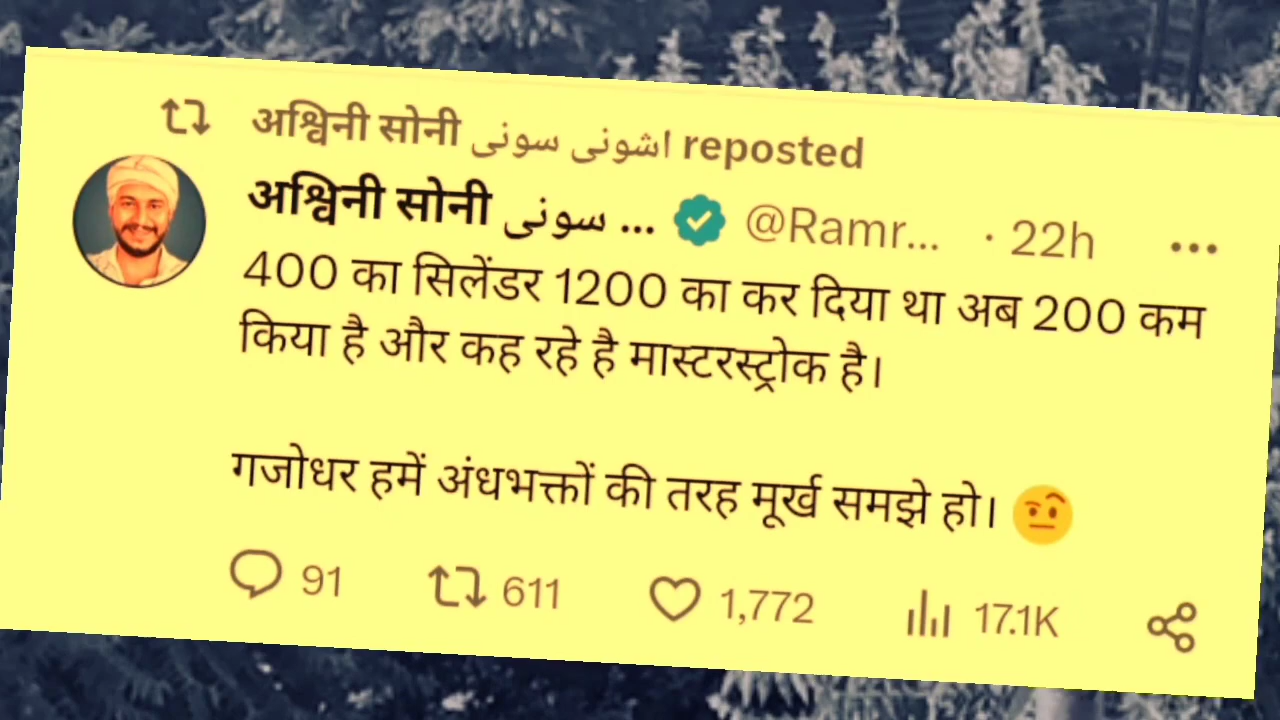 अश्विनी सोनी اشونی سونی reposted
अश्विनी सोनी سونی ... @Ramr... · 22h
400 का सिलेंडर 1200 का कर दिया था अब 200 कम
किया है और कह रहे है मास्टरस्ट्रोक है।
गजोधर हमें अंधभक्तों की तरह मूर्ख समझे हो। 🤨
91 611 1,772 17.1K